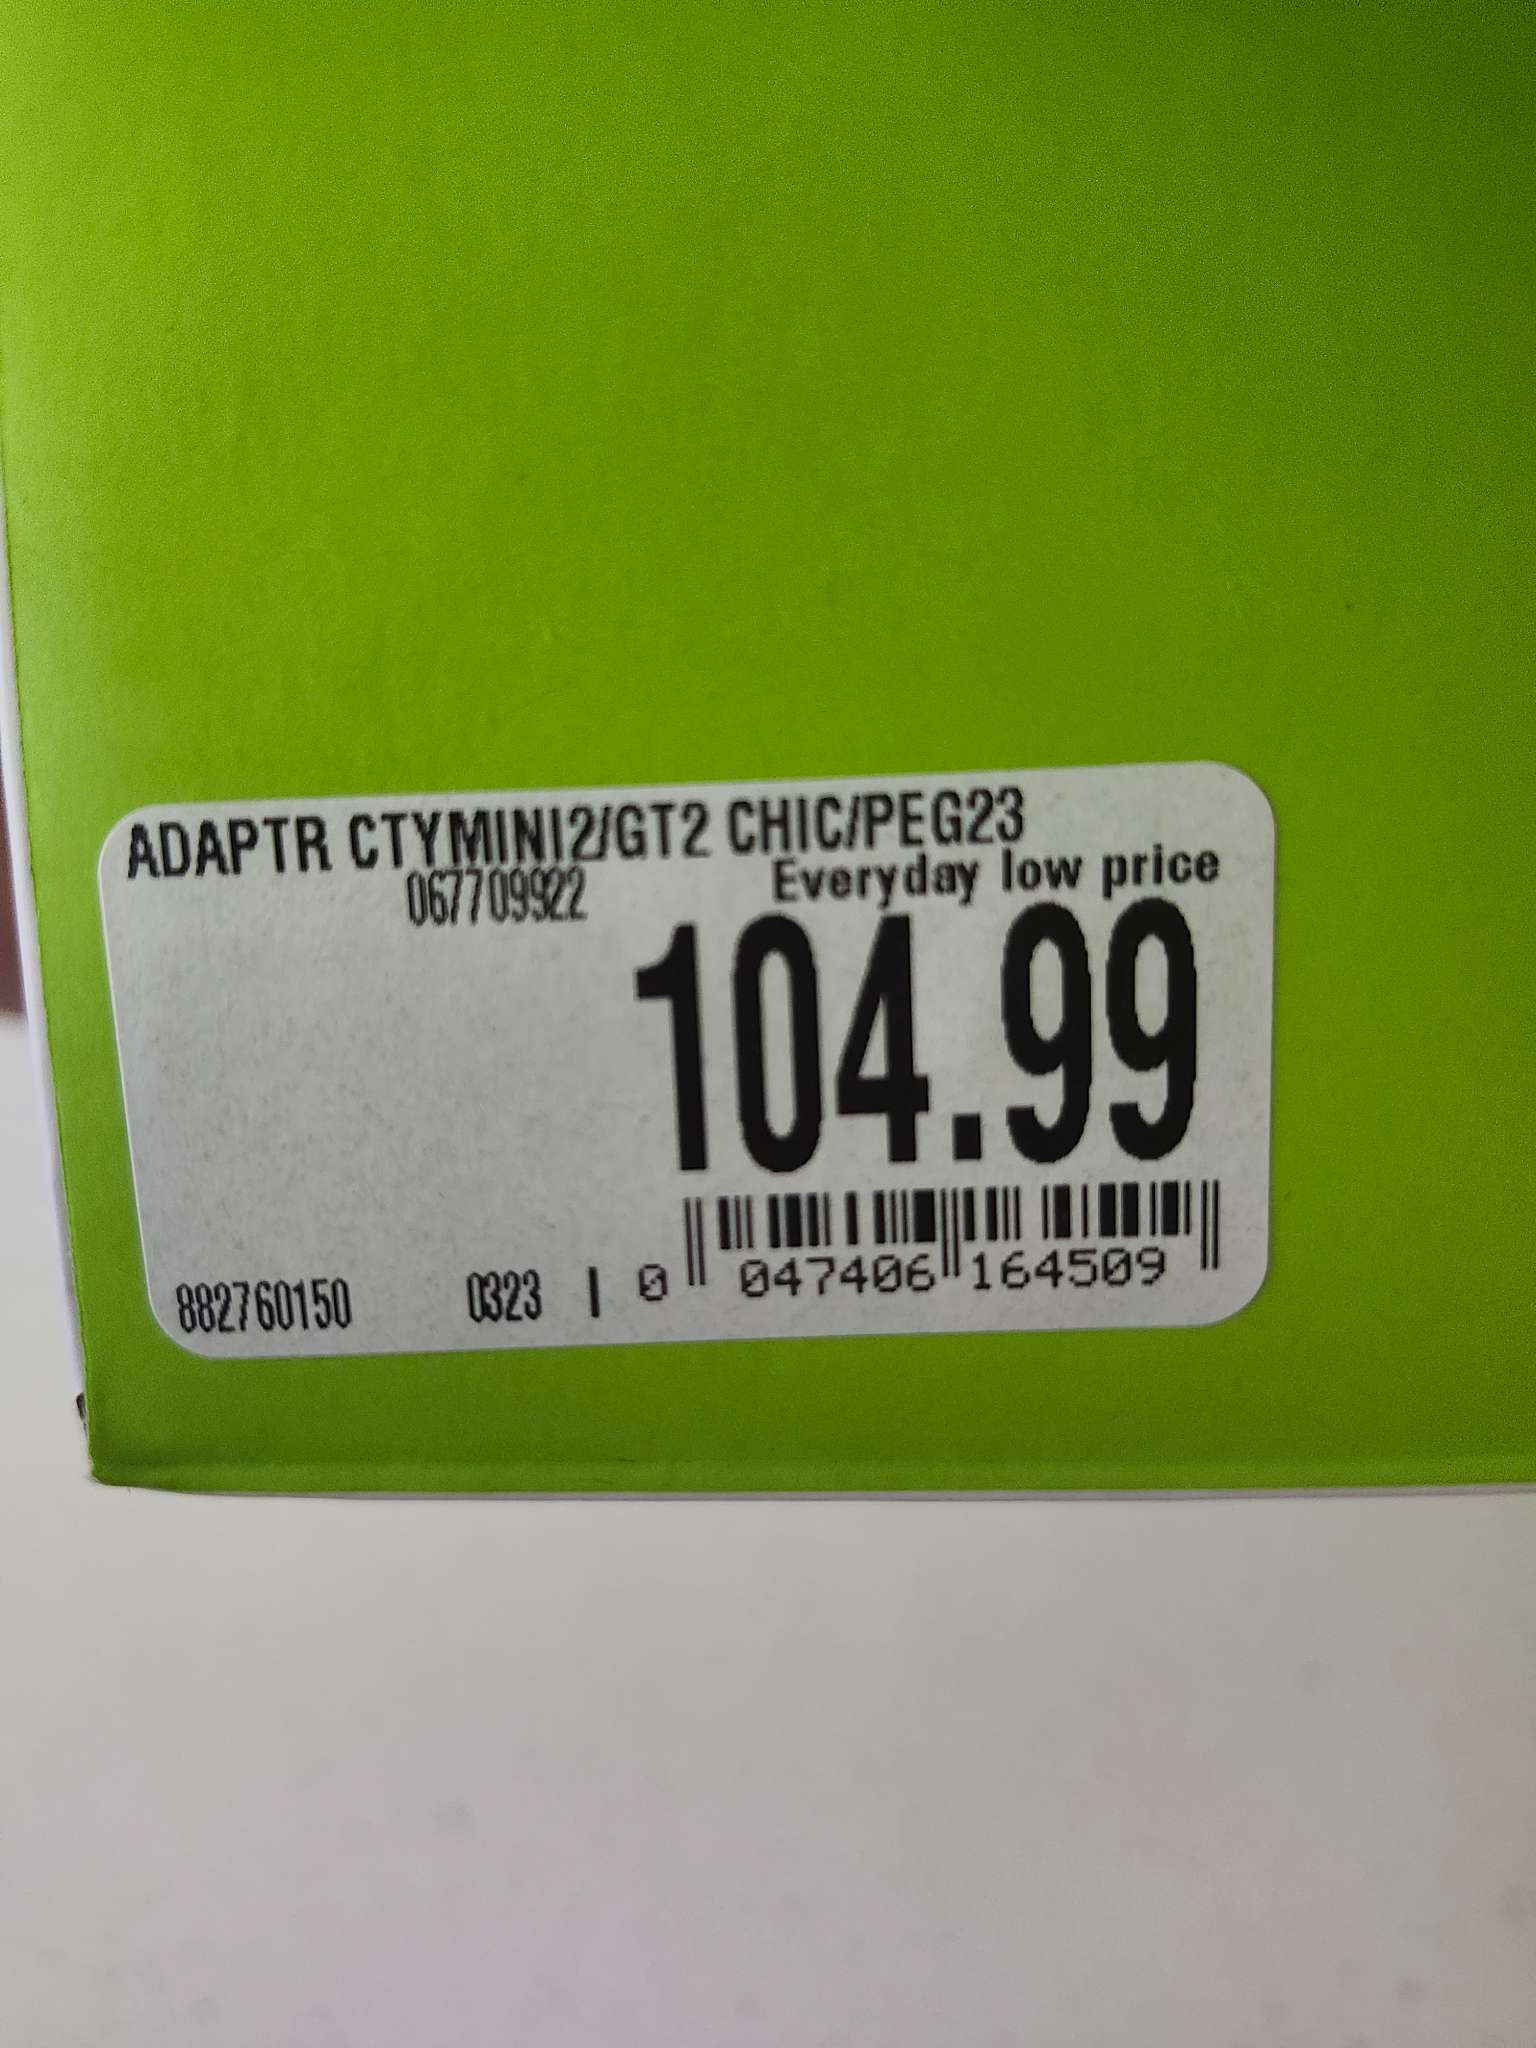 ADAPTR CTYMINI2/GT2 CHIC/PEG23
067709922
Everyday low price
104.99
882760150 0323 I 0 047406 164509